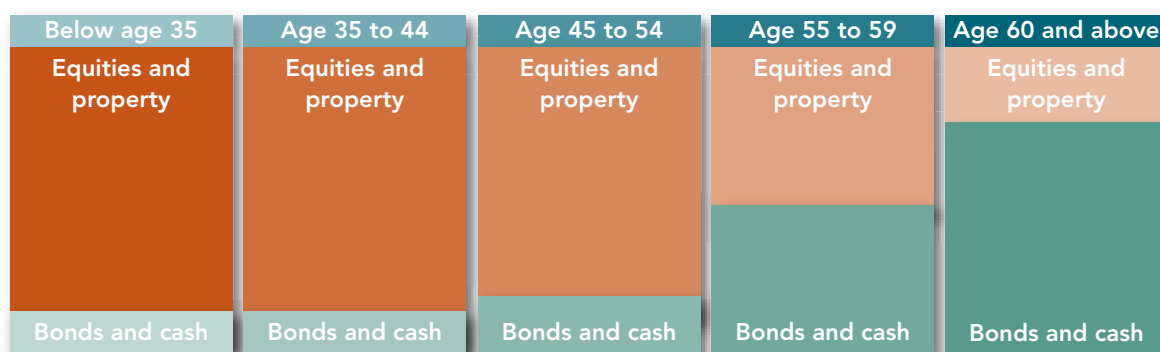 Below age 35
Equities and
property
Bonds and cash
Age 35 to 44
Equities and
property
Bonds and cash
Age 45 to 54
Equities and
property
Bonds and cash
Age 55 to 59
Equities and
property
Bonds and cash
Age 60 and above
Equities and
property
Bonds and cash